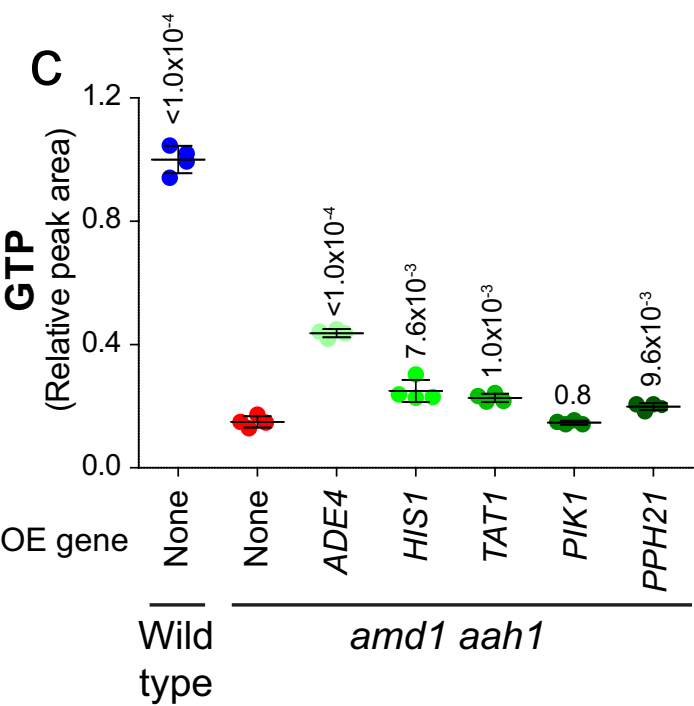 C
<1.0x10-4
<1.0x10-4
7.6x10-3
1.0x10-3
0.8
9.6x10-3
GTP
(Relative peak area)
1.2
0.8
0.4
0.0
OE gene
None
None
ADE4
HIS1
TAT1
PIK1
PPH21
Wild
type
amd1 aah1